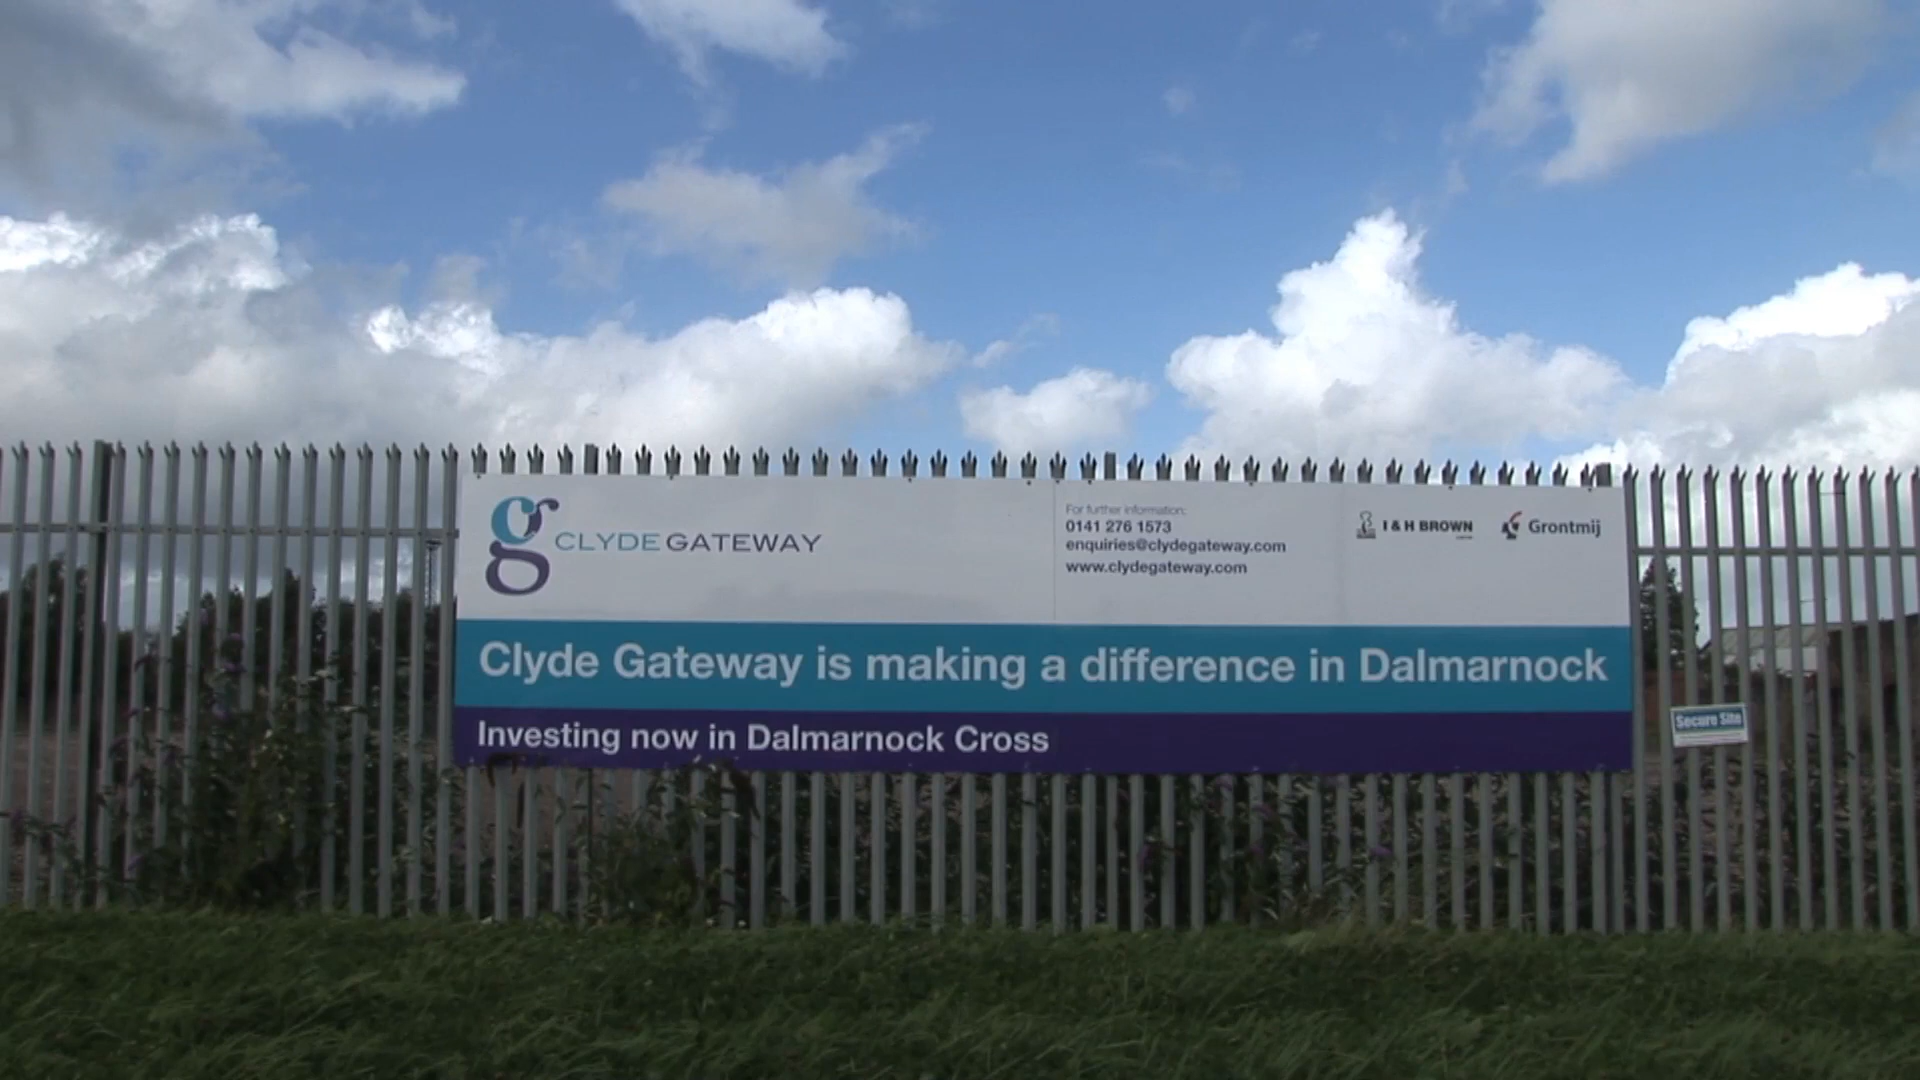 CLYDEGATEWAY
For further information:
0141 276 1573
enquiries@clydegateway.com
www.clydegateway.com
I & H BROWN
Grontmij
Clyde Gateway is making a difference in Dalmarnock
Investing now in Dalmarnock Cross
Secure Site